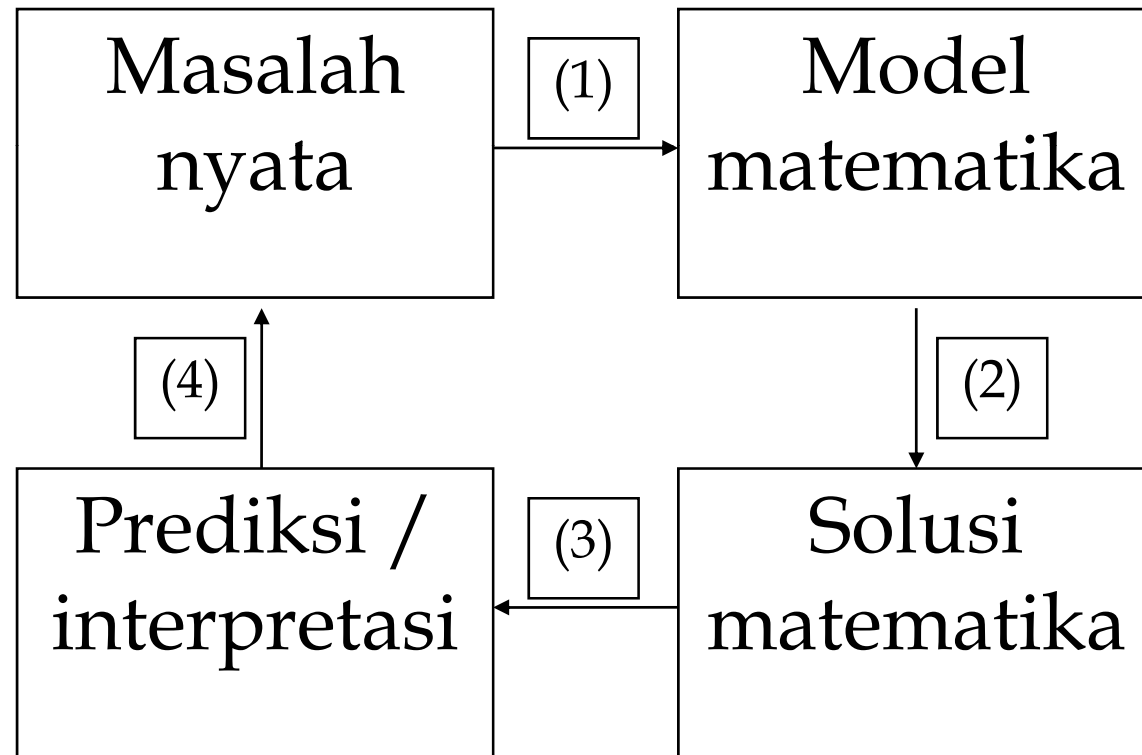 Masalah
nyata
(1)
Model
matematika
(4)
(2)
Prediksi /
interpretasi
(3)
Solusi
matematika